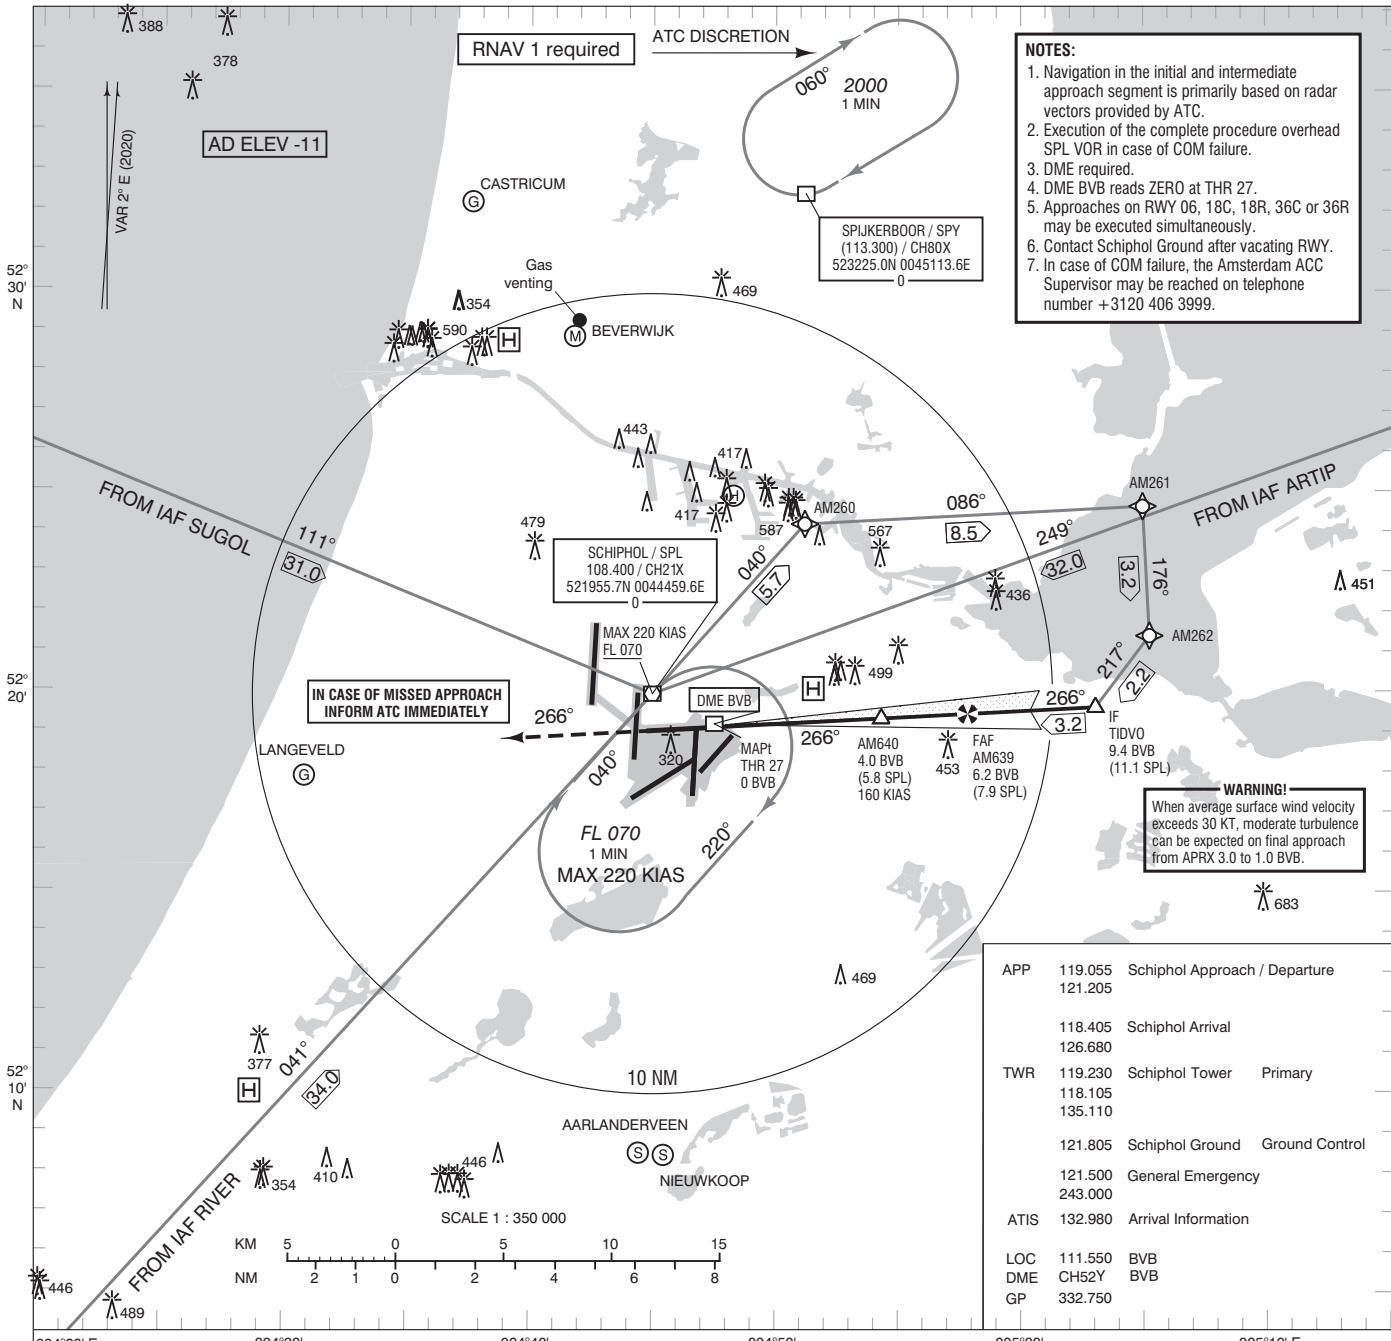 388
378
RNAV 1 required
ATC DISCRETION
060°
2000
1 MIN
NOTES:
1. Navigation in the initial and intermediate
approach segment is primarily based on radar
vectors provided by ATC.
2. Execution of the complete procedure overhead
SPL VOR in case of COM failure.
3. DME required.
4. DME BVB reads ZERO at THR 27.
5. Approaches on RWY 06, 18C, 18R, 36C or 36R
may be executed simultaneously.
6. Contact Schiphol Ground after vacating RWY.
7. In case of COM failure, the Amsterdam ACC
Supervisor may be reached on telephone
number +3120 406 3999.
VAR 2° E (2020)
AD ELEV -11
CASTRICUM
G
SPIJKERBOOR / SPY
(113.300) / CH80X
523225.0N 0045113.6E
0
52°
30'
N
Gas
venting
354
469
590
H
M
BEVERWIJK
443
417
H
417
587
AM260
086°
8.5
567
AM261
FROM IAF SUGOL
111°
31.0
FROM IAF ARTIP
249°
32.0
479
SCHIPHOL / SPL
108.400 / CH21X
521955.7N 0044459.6E
0
040°
5.7
436
3.2
176°
451
AM262
MAX 220 KIAS
FL 070
217°
2.2
499
H
52°
20'
N
IN CASE OF MISSED APPROACH
INFORM ATC IMMEDIATELY
266°
DME BVB
266°
266°
3.2
IF
TIDVO
9.4 BVB
(11.1 SPL)
LANGEVELD
G
040°
320
MAPt
THR 27
0 BVB
AM640
4.0 BVB
(5.8 SPL)
160 KIAS
453
FAF
AM639
6.2 BVB
(7.9 SPL)
WARNING!
When average surface wind velocity
exceeds 30 KT, moderate turbulence
can be expected on final approach
from APRX 3.0 to 1.0 BVB.
FL 070
1 MIN
MAX 220 KIAS
220°
683
469
377
H
041°
34.0
10 NM
52°
10'
N
AARLANDERVEEN
S
S
NIEUWKOOP
354
410
446
FROM IAF RIVER
SCALE 1 : 350 000
KM 5 0 5 10 15
NM 2 1 0 2 4 6 8
446
489
APP 119.055 Schiphol Approach / Departure
121.205
118.405 Schiphol Arrival
126.680
TWR 119.230 Schiphol Tower Primary
118.105
135.110
121.805 Schiphol Ground Ground Control
121.500 General Emergency
243.000
ATIS 132.980 Arrival Information
LOC 111.550 BVB
DME CH52Y BVB
GP 332.750